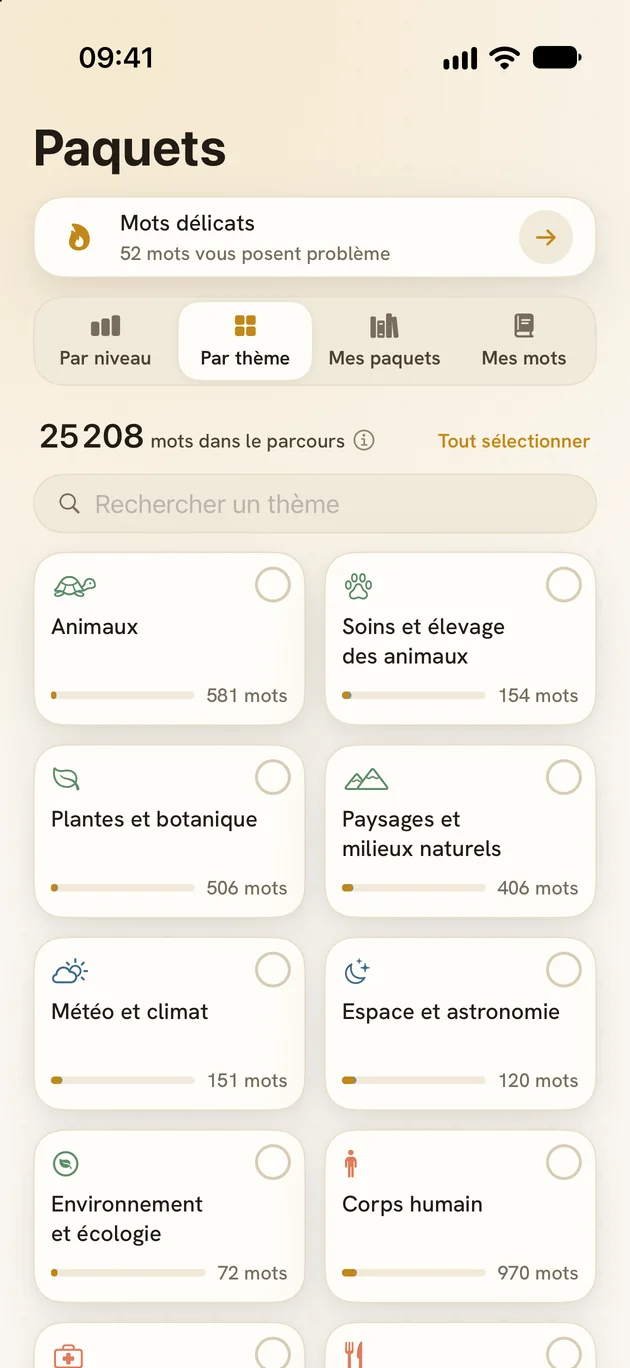 09:41
Paquets
Mots délicats
52 mots vous posent problème
Par niveau
Par thème
Mes paquets
Mes mots
25 208 mots dans le parcours
Tout sélectionner
Rechercher un thème
Animaux
581 mots
Soins et élevage
des animaux
154 mots
Plantes et botanique
506 mots
Paysages et
milieux naturels
406 mots
Météo et climat
151 mots
Espace et astronomie
120 mots
Environnement
et écologie
72 mots
Corps humain
970 mots